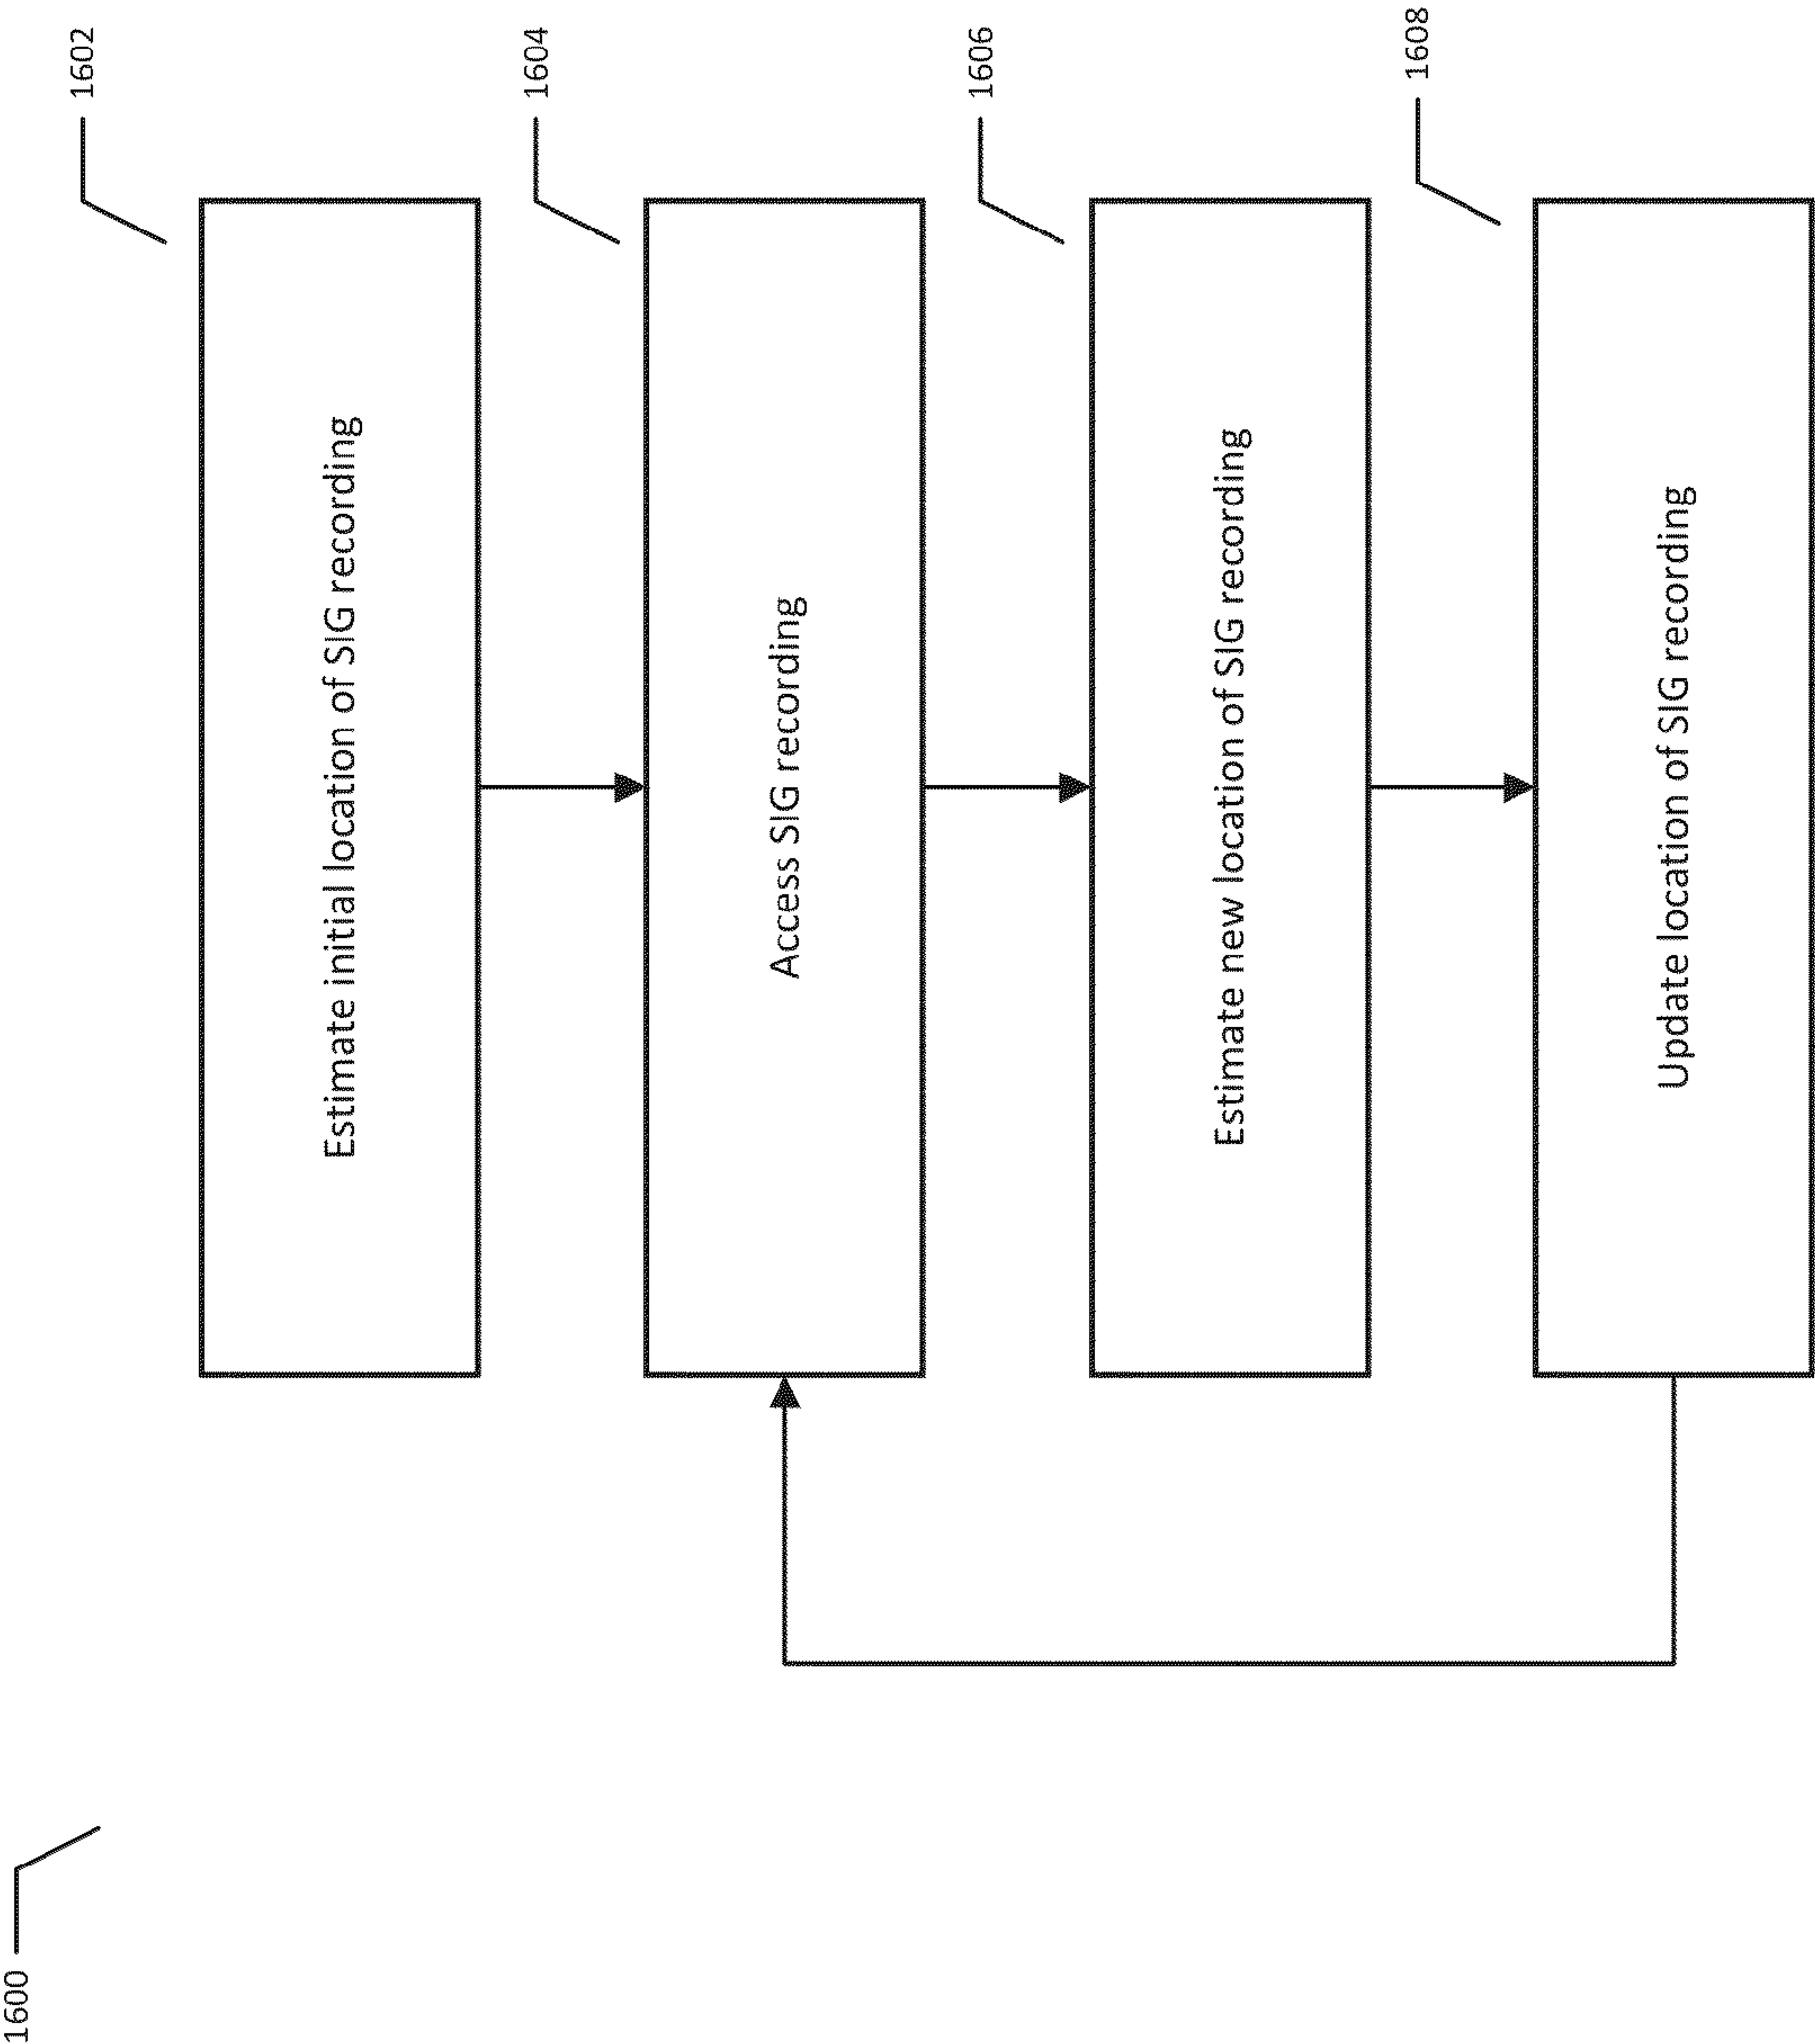 1600
1602
Estimate initial location of SIG recording
1604
Access SIG recording
1606
Estimate new location of SIG recording
1608
Update location of SIG recording